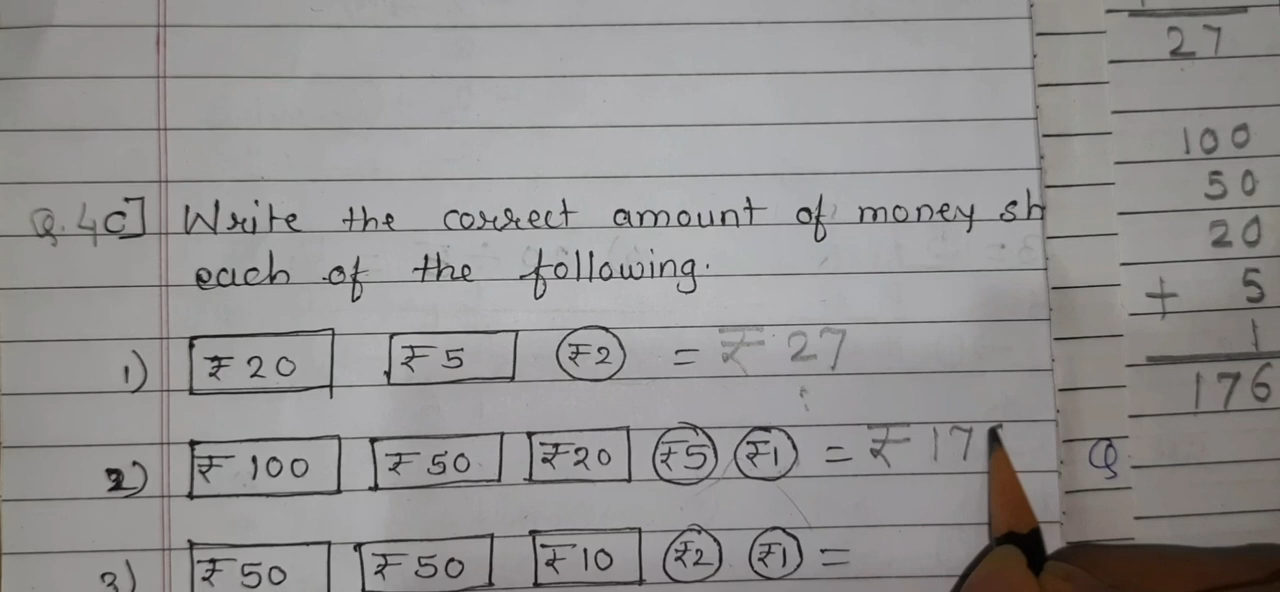 27
100
50
20
+ 5
1
176
Q.4C] Write the correct amount of money sh
each of the following.
1) ₹20 ₹5 ₹2 = ₹ 27
2) ₹100 ₹50 ₹20 ₹5 ₹1 = ₹ 17
Q
3) ₹50 ₹50 ₹10 ₹2 ₹1 =